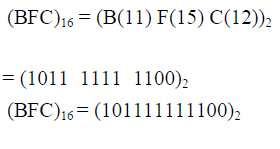 (BFC)₁₆ = (B(11) F(15) C(12))₂
= (1011 1111 1100)₂
(BFC)₁₆ = (101111111100)₂